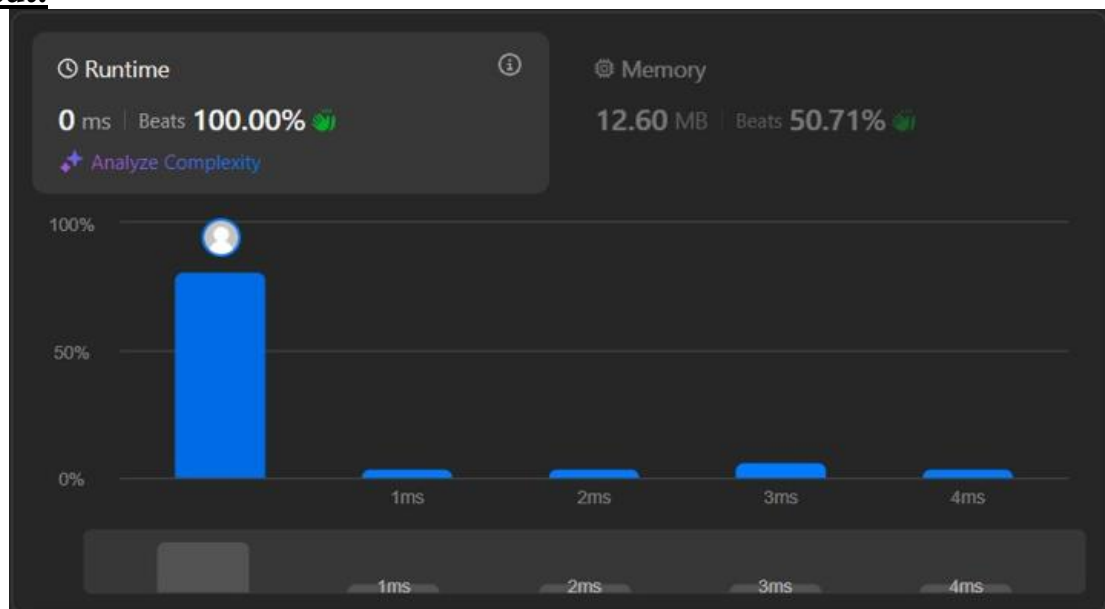 Runtime
0 ms | Beats 100.00%
Analyze Complexity
Memory
12.60 MB | Beats 50.71%
100%
50%
0%
1ms 2ms 3ms 4ms
1ms 2ms 3ms 4ms